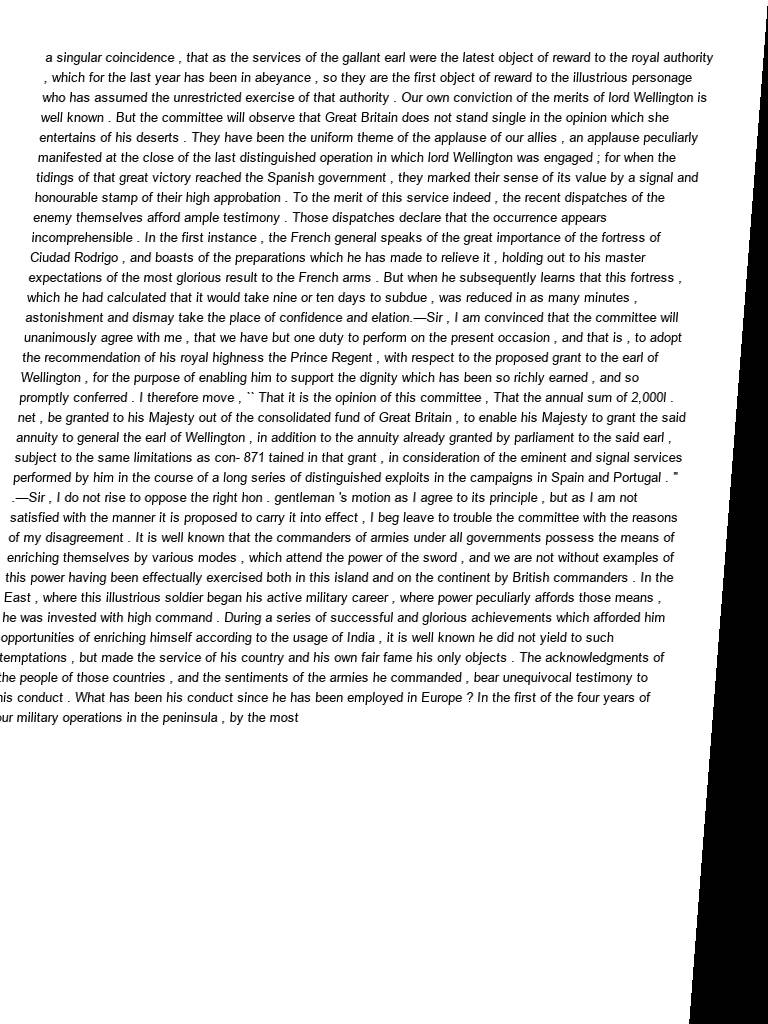 a singular coincidence , that as the services of the gallant earl were the latest object of reward to the royal authority
, which for the last year has been in abeyance , so they are the first object of reward to the illustrious personage
who has assumed the unrestricted exercise of that authority . Our own conviction of the merits of lord Wellington is
well known . But the committee will observe that Great Britain does not stand single in the opinion which she
entertains of his deserts . They have been the uniform theme of the applause of our allies , an applause peculiarly
manifested at the close of the last distinguished operation in which lord Wellington was engaged ; for when the
tidings of that great victory reached the Spanish government , they marked their sense of its value by a signal and
honourable stamp of their high approbation . To the merit of this service indeed , the recent dispatches of the
enemy themselves afford ample testimony . Those dispatches declare that the occurrence appears
incomprehensible . In the first instance , the French general speaks of the great importance of the fortress of
Ciudad Rodrigo , and boasts of the preparations which he has made to relieve it , holding out to his master
expectations of the most glorious result to the French arms . But when he subsequently learns that this fortress ,
which he had calculated that it would take nine or ten days to subdue , was reduced in as many minutes ,
astonishment and dismay take the place of confidence and elation.—Sir , I am convinced that the committee will
unanimously agree with me , that we have but one duty to perform on the present occasion , and that is , to adopt
the recommendation of his royal highness the Prince Regent , with respect to the proposed grant to the earl of
Wellington , for the purpose of enabling him to support the dignity which has been so richly earned , and so
promptly conferred . I therefore move , `` That it is the opinion of this committee , That the annual sum of 2,000l .
net , be granted to his Majesty out of the consolidated fund of Great Britain , to enable his Majesty to grant the said
annuity to general the earl of Wellington , in addition to the annuity already granted by parliament to the said earl ,
subject to the same limitations as con- 871 tained in that grant , in consideration of the eminent and signal services
performed by him in the course of a long series of distinguished exploits in the campaigns in Spain and Portugal . "
.—Sir , I do not rise to oppose the right hon . gentleman 's motion as I agree to its principle , but as I am not
satisfied with the manner it is proposed to carry it into effect , I beg leave to trouble the committee with the reasons
of my disagreement . It is well known that the commanders of armies under all governments possess the means of
enriching themselves by various modes , which attend the power of the sword , and we are not without examples of
this power having been effectually exercised both in this island and on the continent by British commanders . In the
East , where this illustrious soldier began his active military career , where power peculiarly affords those means ,
he was invested with high command . During a series of successful and glorious achievements which afforded him
opportunities of enriching himself according to the usage of India , it is well known he did not yield to such
temptations , but made the service of his country and his own fair fame his only objects . The acknowledgments of
the people of those countries , and the sentiments of the armies he commanded , bear unequivocal testimony to
his conduct . What has been his conduct since he has been employed in Europe ? In the first of the four years of
our military operations in the peninsula , by the most